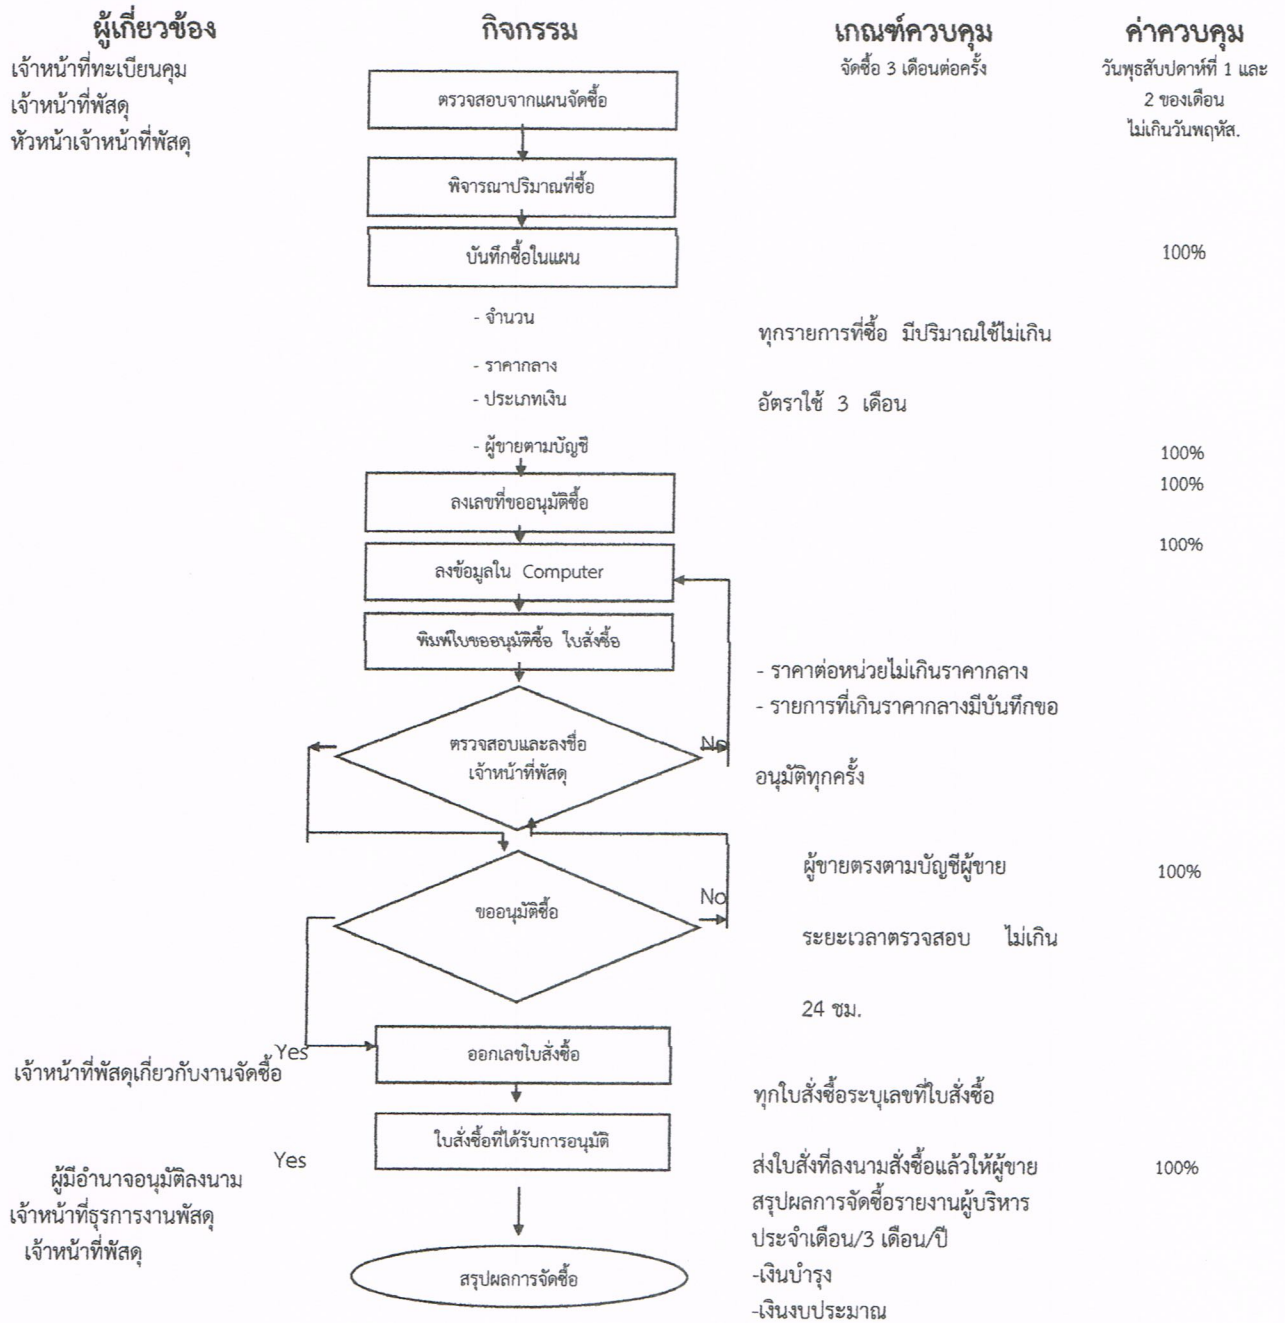 ผู้เกี่ยวข้อง กิจกรรม เกณฑ์ควบคุม ค่าควบคุม
เจ้าหน้าที่ทะเบียนคุม
เจ้าหน้าที่พัสดุ
หัวหน้าเจ้าหน้าที่พัสดุ
จัดซื้อ 3 เดือนต่อครั้ง
วันพุธสัปดาห์ที่ 1 และ
2 ของเดือน
ไม่เกินวันพฤหัส.
ตรวจสอบจากแผนจัดซื้อ
พิจารณาปริมาณที่ซื้อ
บันทึกซื้อในแผน
100%
- จำนวน
ทุกรายการที่ซื้อ มีปริมาณใช้ไม่เกิน
- ราคากลาง
- ประเภทเงิน
อัตราใช้ 3 เดือน
- ผู้ขายตามบัญชี
100%
100%
ลงเลขที่ขออนุมัติซื้อ
100%
ลงข้อมูลใน Computer
พิมพ์ใบขออนุมัติซื้อ ใบสั่งซื้อ
- ราคาต่อหน่วยไม่เกินราคากลาง
- รายการที่เกินราคากลางมีบันทึกขอ
ตรวจสอบและลงชื่อ
เจ้าหน้าที่พัสดุ
No
อนุมัติทุกครั้ง
ผู้ขายตรงตามบัญชีผู้ขาย
100%
No
ขออนุมัติซื้อ
ระยะเวลาตรวจสอบ ไม่เกิน
24 ชม.
Yes
ออกเลขใบสั่งซื้อ
เจ้าหน้าที่พัสดุเกี่ยวกับงานจัดซื้อ
ทุกใบสั่งซื้อระบุเลขที่ใบสั่งซื้อ
ใบสั่งซื้อที่ได้รับการอนุมัติ
Yes
ผู้มีอำนาจอนุมัติลงนาม
เจ้าหน้าที่ธุรการงานพัสดุ
เจ้าหน้าที่พัสดุ
ส่งใบสั่งที่ลงนามสั่งซื้อแล้วให้ผู้ขาย
100%
สรุปผลการจัดซื้อรายงานผู้บริหาร
ประจำเดือน/3 เดือน/ปี
-เงินบำรุง
-เงินงบประมาณ
สรุปผลการจัดซื้อ